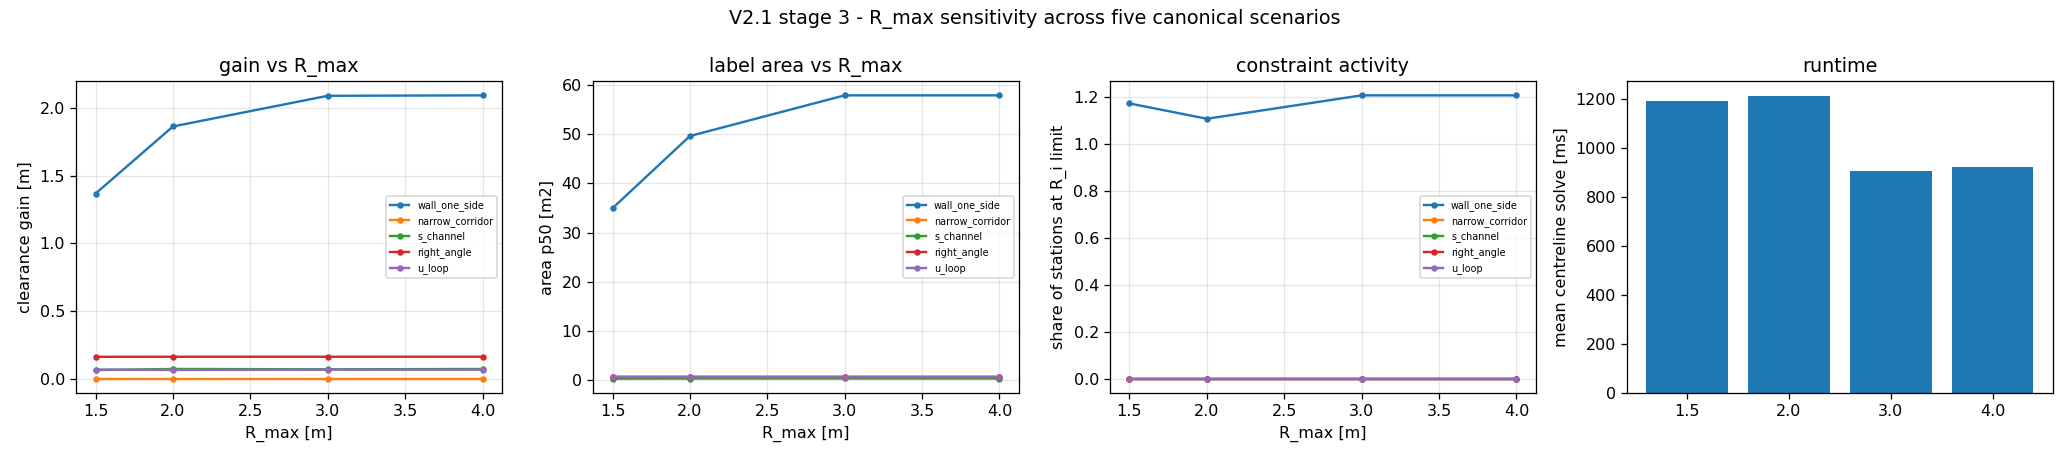 V2.1 stage 3 - R_max sensitivity across five canonical scenarios
gain vs R_max
clearance gain [m]
2.0
1.5
1.0
0.5
0.0
wall_one_side
narrow_corridor
s_channel
right_angle
u_loop
1.5 2.0 2.5 3.0 3.5 4.0
R_max [m]
label area vs R_max
area p50 [m2]
60
50
40
30
20
10
0
wall_one_side
narrow_corridor
s_channel
right_angle
u_loop
1.5 2.0 2.5 3.0 3.5 4.0
R_max [m]
constraint activity
share of stations at R_i limit
1.2
1.0
0.8
0.6
0.4
0.2
0.0
wall_one_side
narrow_corridor
s_channel
right_angle
u_loop
1.5 2.0 2.5 3.0 3.5 4.0
R_max [m]
runtime
mean centreline solve [ms]
1200
1000
800
600
400
200
0
1.5 2.0 3.0 4.0